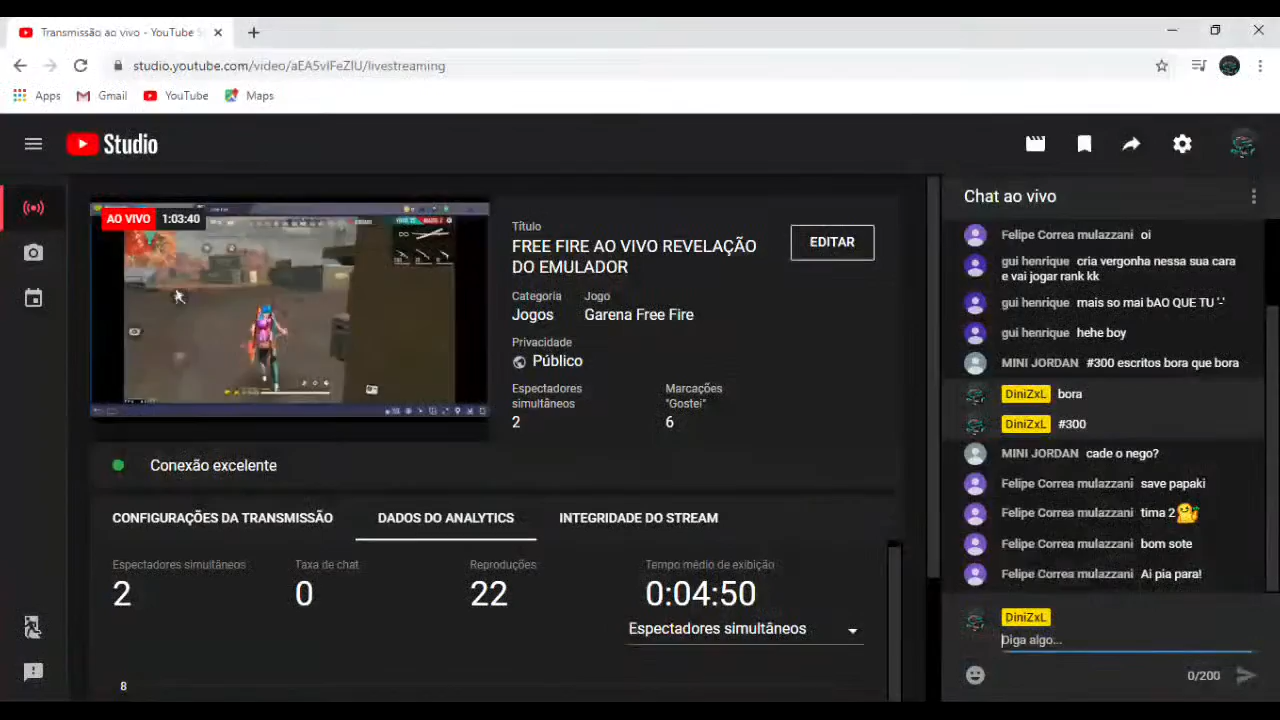 Transmissão ao vivo - YouTube S
studio.youtube.com/video/aEA5vIFeZIU/livestreaming
Apps Gmail YouTube Maps
Studio
AO VIVO 1:03:40
Título
FREE FIRE AO VIVO REVELAÇÃO
DO EMULADOR
EDITAR
Categoria Jogo
Jogos Garena Free Fire
Privacidade
Público
Espectadores
simultâneos
2
Marcações
"Gostei"
6
Conexão excelente
CONFIGURAÇÕES DA TRANSMISSÃO DADOS DO ANALYTICS INTEGRIDADE DO STREAM
Espectadores simultâneos Taxa de chat Reproduções Tempo médio de exibição
2 0 22 0:04:50
Espectadores simultâneos
8
Chat ao vivo
Felipe Correa mulazzani oi
gui henrique cria vergonha nessa sua cara
e vai jogar rank kk
gui henrique mais so mai bAO QUE TU '-'
gui henrique hehe boy
MINI JORDAN #300 escritos bora que bora
DiniZxL bora
DiniZxL #300
MINI JORDAN cade o nego?
Felipe Correa mulazzani save papaki
Felipe Correa mulazzani tima 2
Felipe Correa mulazzani bom sote
Felipe Correa mulazzani Ai pia para!
DiniZxL
Diga algo...
0/200